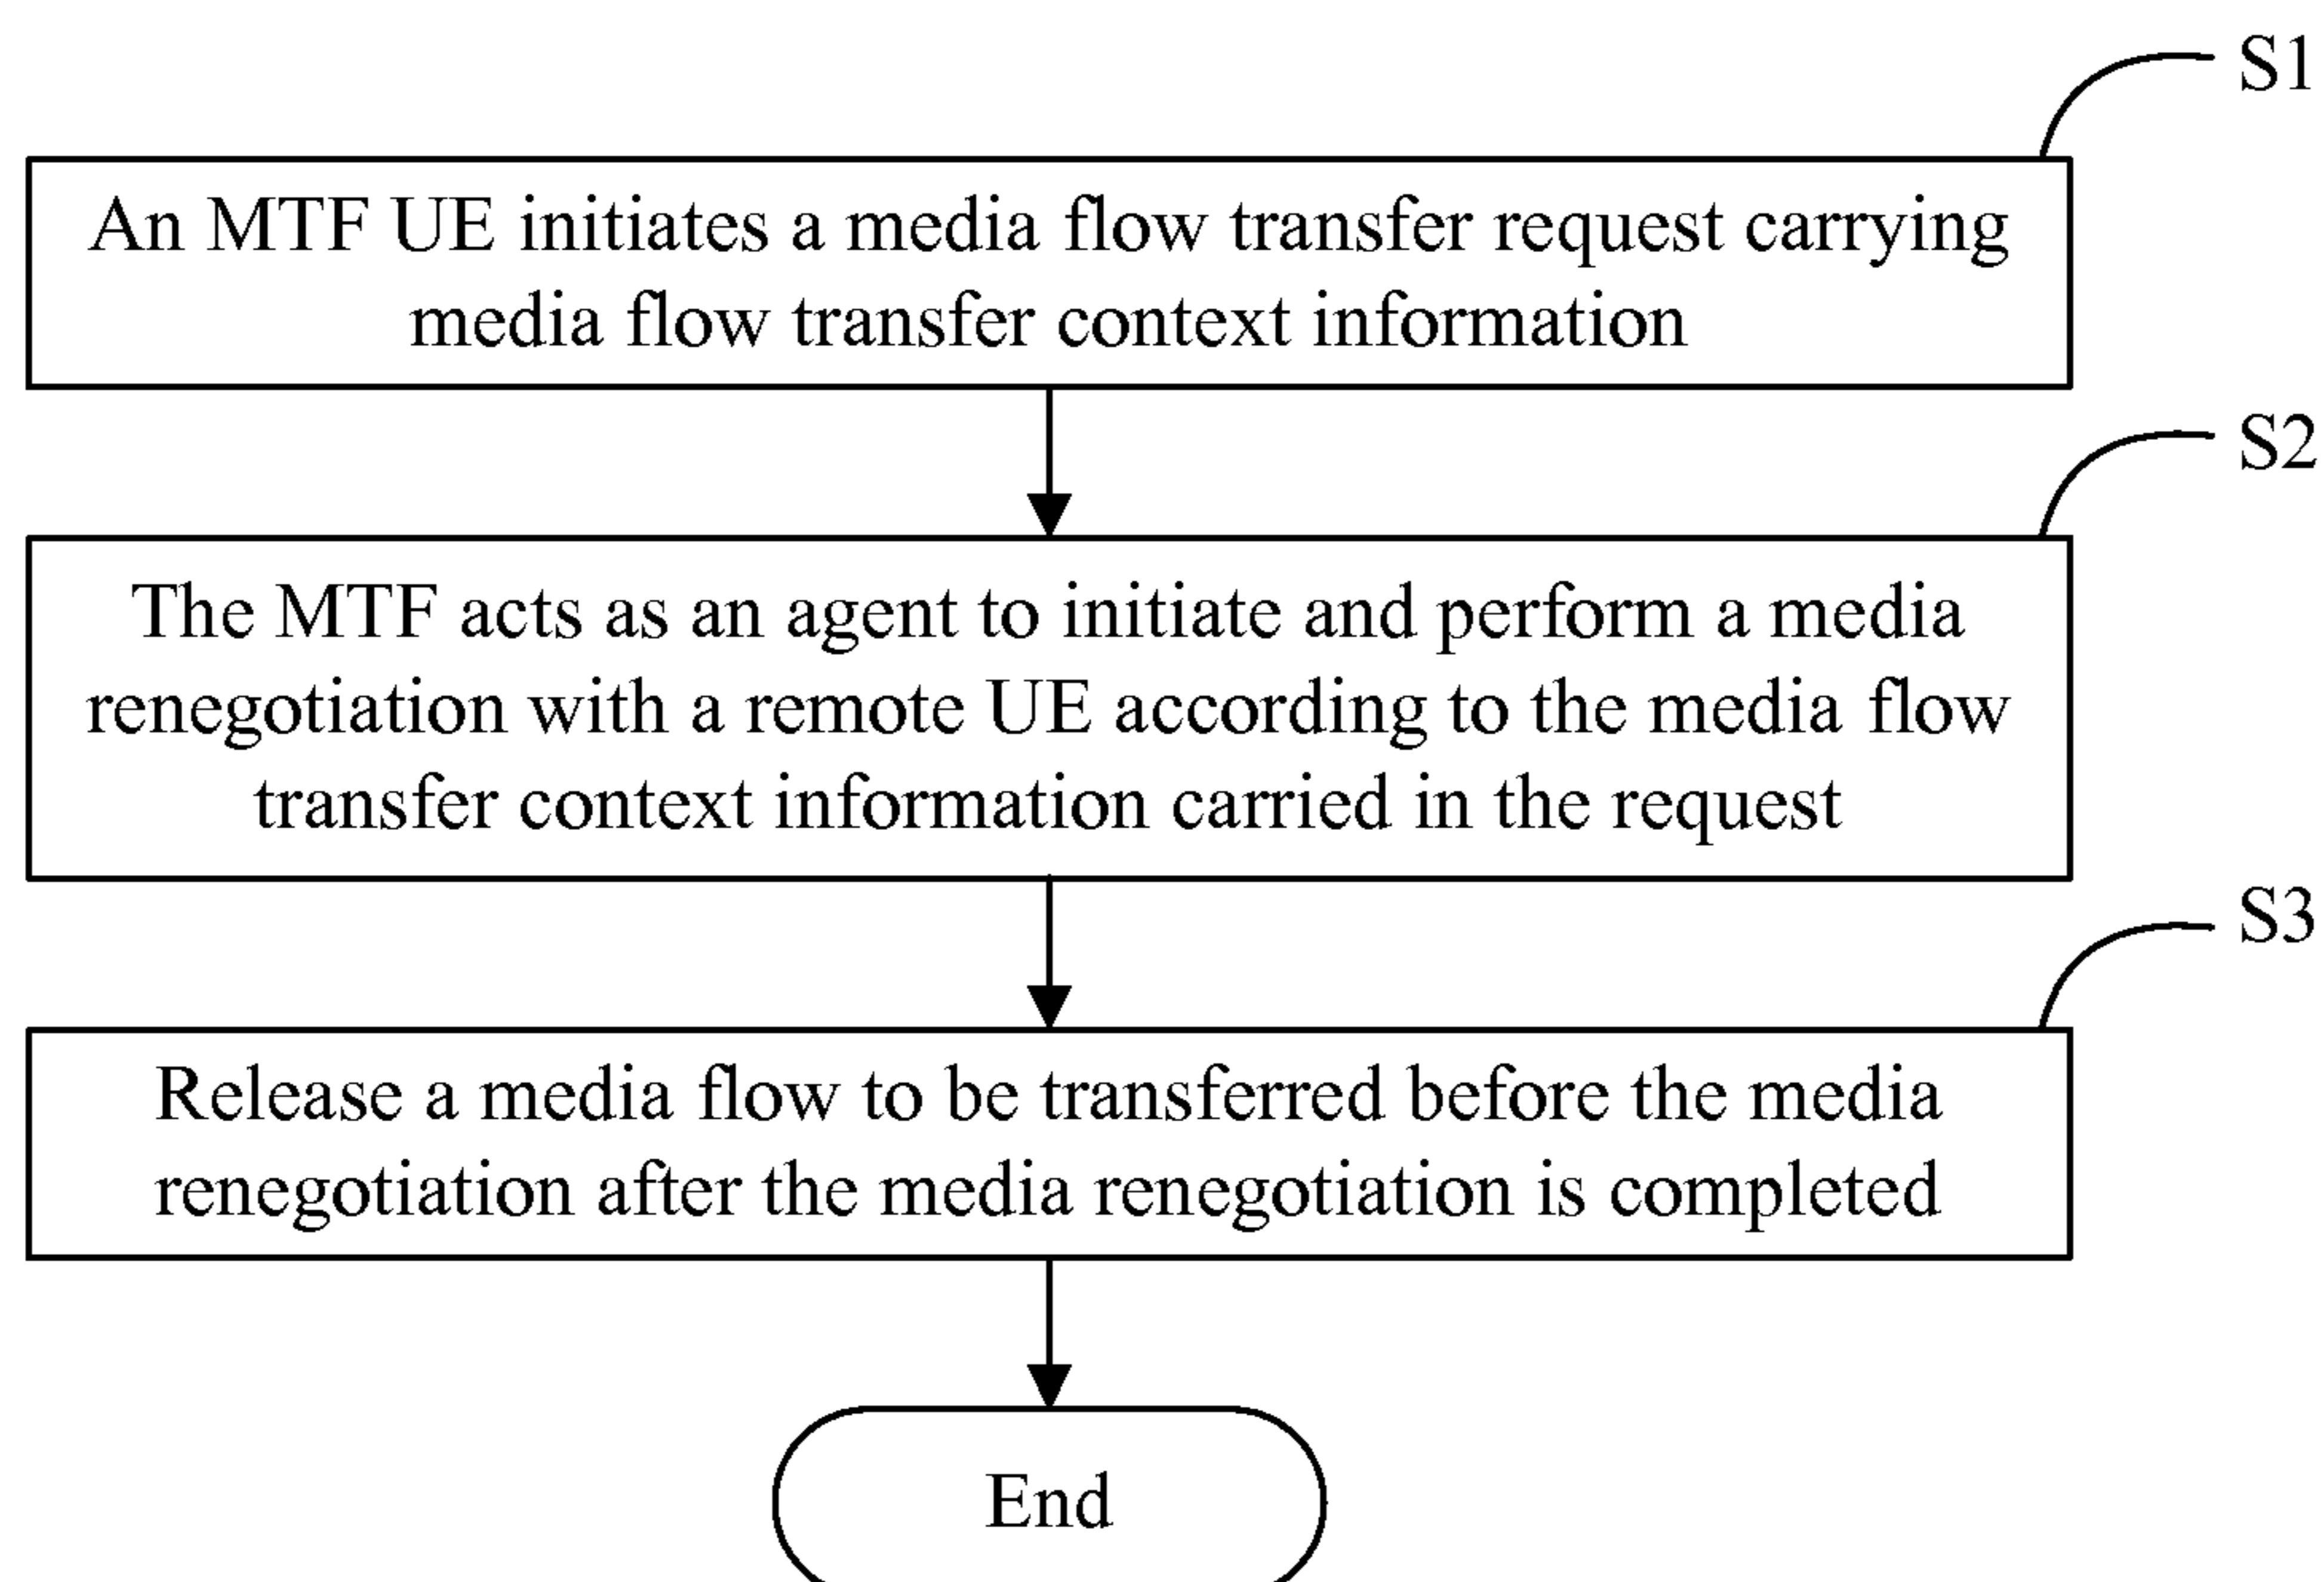 S1
An MTF UE initiates a media flow transfer request carrying
media flow transfer context information
S2
The MTF acts as an agent to initiate and perform a media
renegotiation with a remote UE according to the media flow
transfer context information carried in the request
S3
Release a media flow to be transferred before the media
renegotiation after the media renegotiation is completed
End